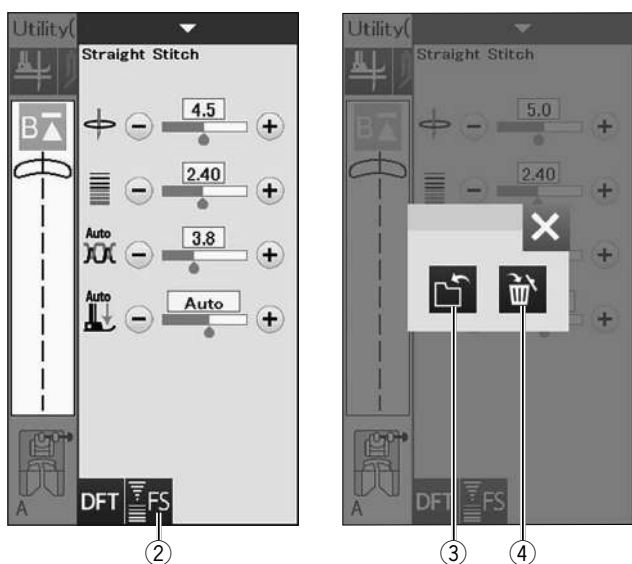 Utility(
Straight Stitch
B
4.5
2.40
Auto
3.8
Auto
Auto
A
DFT
FS
②
Utility(
Straight Stitch
B
5.0
2.40
A
DFT
FS
③
④